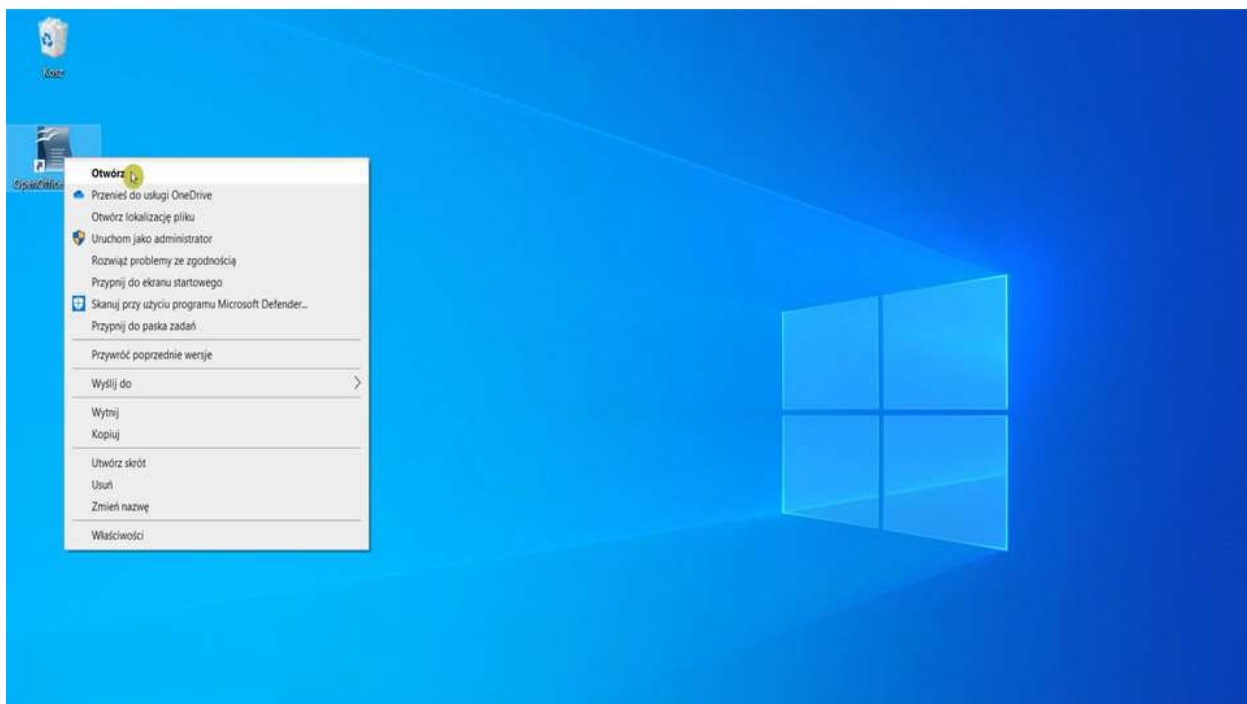 Kosz
OpenOffice
Otwórz
Przenieś do usługi OneDrive
Otwórz lokalizację pliku
Uruchom jako administrator
Rozwiąż problemy ze zgodnością
Przypnij do ekranu startowego
Skanuj przy użyciu programu Microsoft Defender...
Przypnij do paska zadań
Przywróć poprzednie wersje
Wyślij do
Wytnij
Kopiuj
Utwórz skrót
Usuń
Zmień nazwę
Właściwości